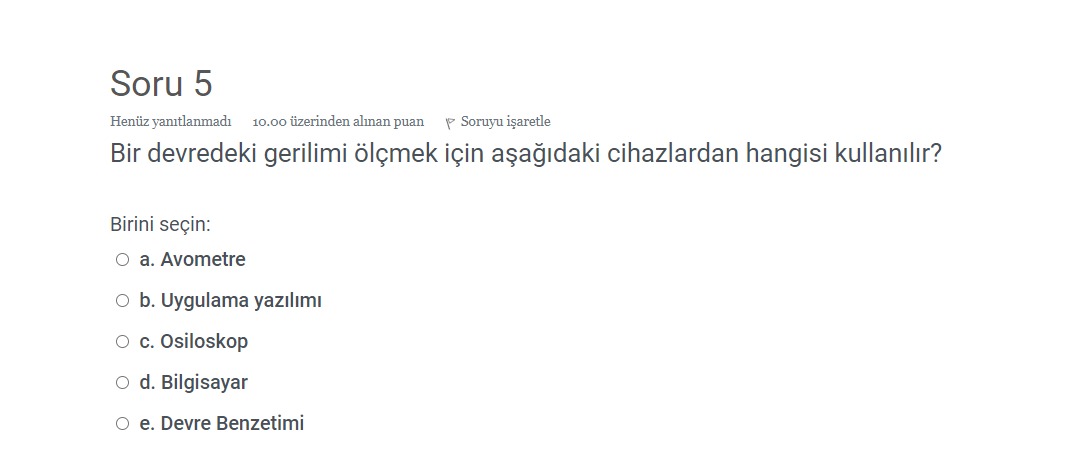 Soru 5
Henüz yanıtlanmadı 10.00 üzerinden alınan puan Soruyu işaretle
Bir devredeki gerilimi ölçmek için aşağıdaki cihazlardan hangisi kullanılır?
Birini seçin:
a. Avometre
b. Uygulama yazılımı
c. Osiloskop
d. Bilgisayar
e. Devre Benzetimi